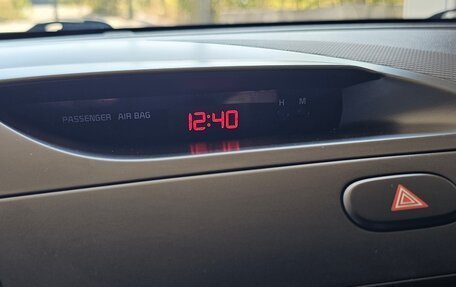 PASSENGER AIR BAG 12:40 H M